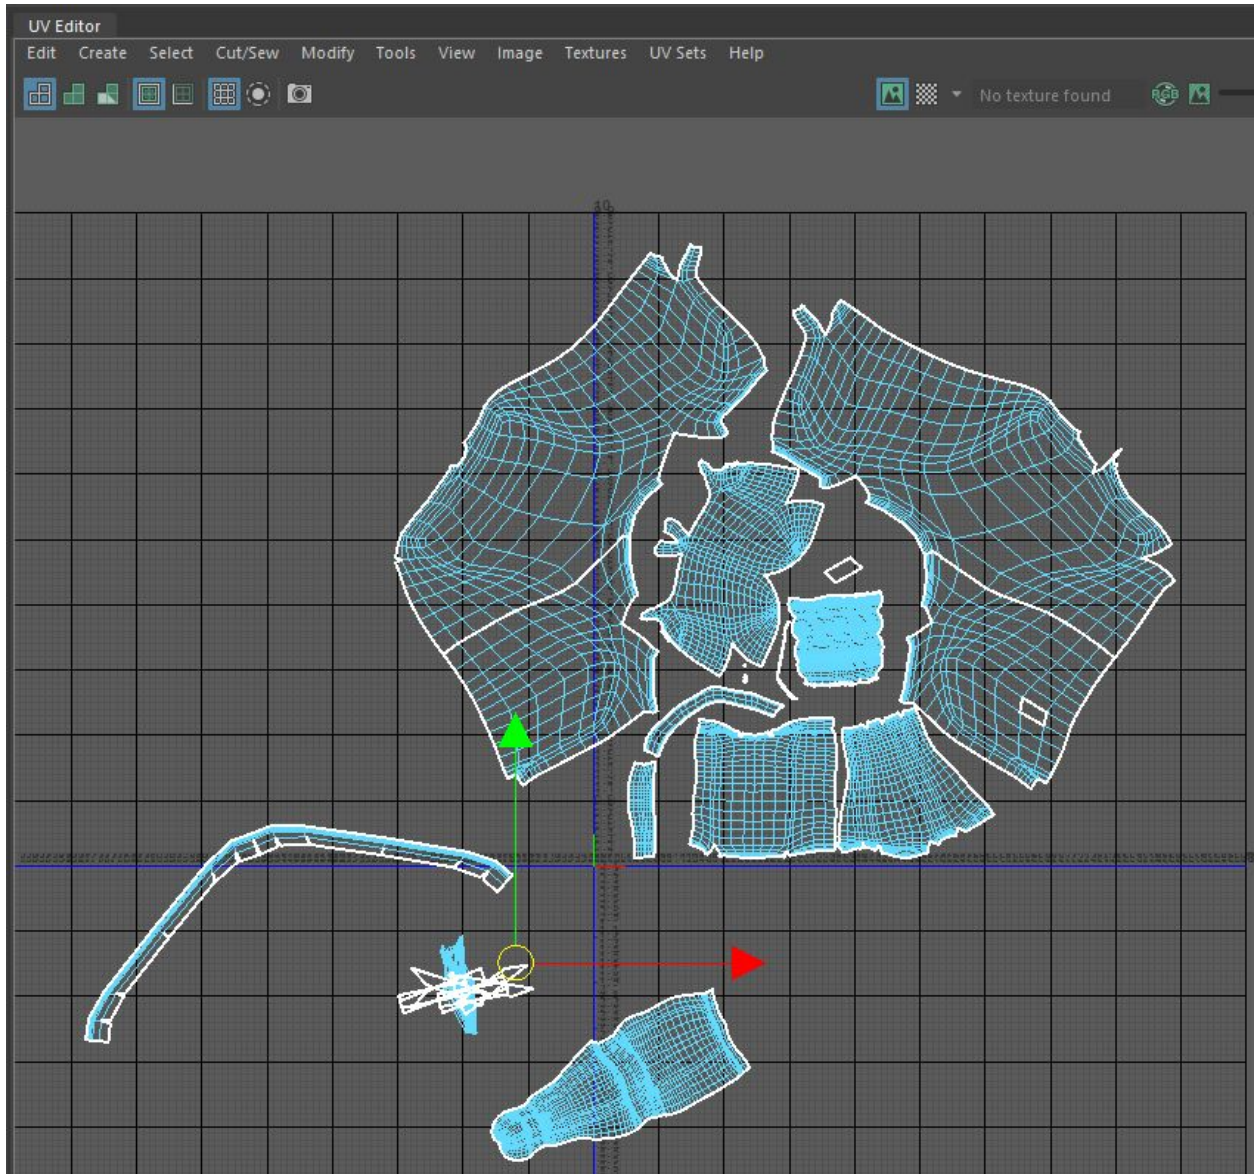 UV Editor
Edit Create Select Cut/Sew Modify Tools View Image Textures UV Sets Help
No texture found RGB
10